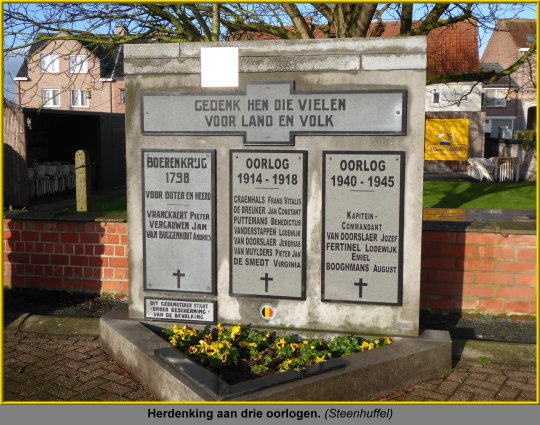 GEDENK HEN DIE VIELEN
VOOR LAND EN VOLK
BOERENKRIJG
1798
VOOR OUTER EN HEERD
VRANCKAERT PIETER
VERGAUWEN JAM
VAN BUGGENHOUT ANDRIES
OORLOG
1914 - 1918
CRAENHALS FRANS VITALIS
DE BREUKER JAN CONSTANT
PUTTEMANS BENEDICTUS
VANDERSTAPPEN LODEWIJK
VAN DOORSLAER JEREMIAS
VAN MUYLDERS PIETER JAN
DE SMEDT VIRGINIA
OORLOG
1940 - 1945
KAPITEIN-
COMMANDANT
VAN DOORSLAER JOZEF
FERTINEL LODEWIJK
EMIEL
BOOGHMANS AUGUST
DIT GEDENKTEKEN STAAT
ONDER BESCHERMING
VAN DE BEVOLKING
Herdenking aan drie oorlogen. (Steenhuffel)